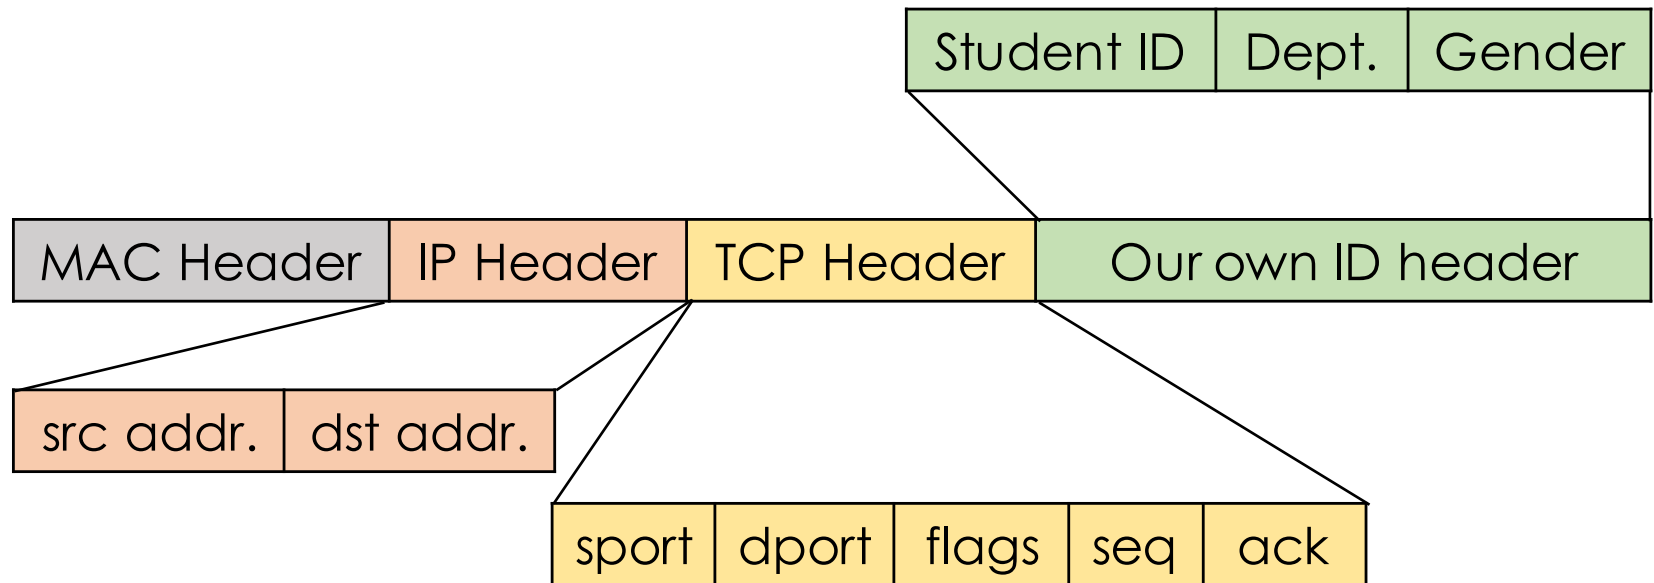 Student ID Dept. Gender
MAC Header IP Header TCP Header Our own ID header
src addr. dst addr.
sport dport flags seq ack